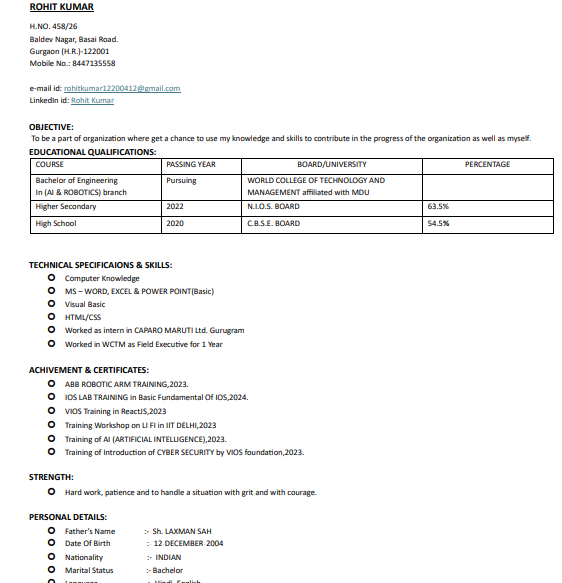 ROHIT KUMAR
H.NO. 458/26
Baldev Nagar, Basai Road.
Gurgaon (H.R.)-122001
Mobile No.: 8447135558
e-mail id: rohitkumar12200412@gmail.com
LinkedIn id: Rohit Kumar
OBJECTIVE:
To be a part of organization where get a chance to use my knowledge and skills to contribute in the progress of the organization as well as myself.
EDUCATIONAL QUALIFICATIONS:
COURSE PASSING YEAR BOARD/UNIVERSITY PERCENTAGE
Bachelor of Engineering Pursuing WORLD COLLEGE OF TECHNOLOGY AND
In (AI & ROBOTICS) branch MANAGEMENT affiliated with MDU
Higher Secondary 2022 N.I.O.S. BOARD 63.5%
High School 2020 C.B.S.E. BOARD 54.5%
TECHNICAL SPECIFICAIONS & SKILLS:
Computer Knowledge
MS – WORD, EXCEL & POWER POINT(Basic)
Visual Basic
HTML/CSS
Worked as intern in CAPARO MARUTI Ltd. Gurugram
Worked in WCTM as Field Executive for 1 Year
ACHIVEMENT & CERTIFICATES:
ABB ROBOTIC ARM TRAINING,2023.
IOS LAB TRAINING in Basic Fundamental Of IOS,2024.
VIOS Training in ReactJS,2023
Training Workshop on LI FI in IIT DELHI,2023
Training of AI (ARTIFICIAL INTELLIGENCE),2023.
Training of Introduction of CYBER SECURITY by VIOS foundation,2023.
STRENGTH:
Hard work, patience and to handle a situation with grit and with courage.
PERSONAL DETAILS:
Father's Name :- Sh. LAXMAN SAH
Date Of Birth : 12 DECEMBER 2004
Nationality :- INDIAN
Marital Status :- Bachelor
Language :- Hindi, English